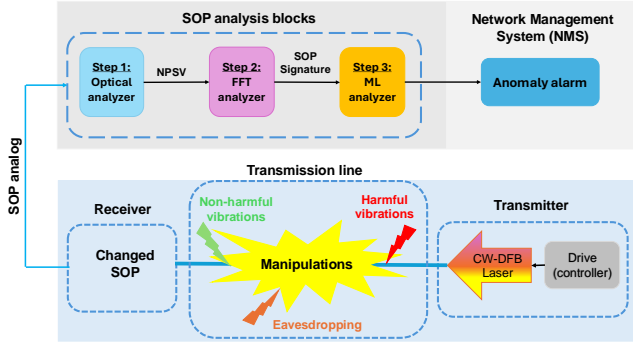 SOP analysis blocks
Network Management
System (NMS)
Step 1:
Optical
analyzer
NPSV
Step 2:
FFT
analyzer
SOP
Signature
Step 3:
ML
analyzer
Anomaly alarm
SOP analog
Transmission line
Receiver
Changed
SOP
Non-harmful
vibrations
Harmful
vibrations
Manipulations
Eavesdropping
Transmitter
CW-DFB
Laser
Drive
(controller)